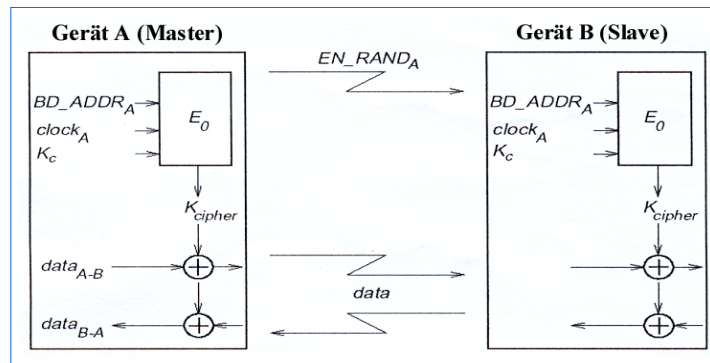 Gerät A (Master)
Gerät B (Slave)
EN_RAND_A
BD_ADDR_A
clock_A
K_c
E_0
K_cipher
data_A-B
data_B-A
data
BD_ADDR_A
clock_A
K_c
E_0
K_cipher